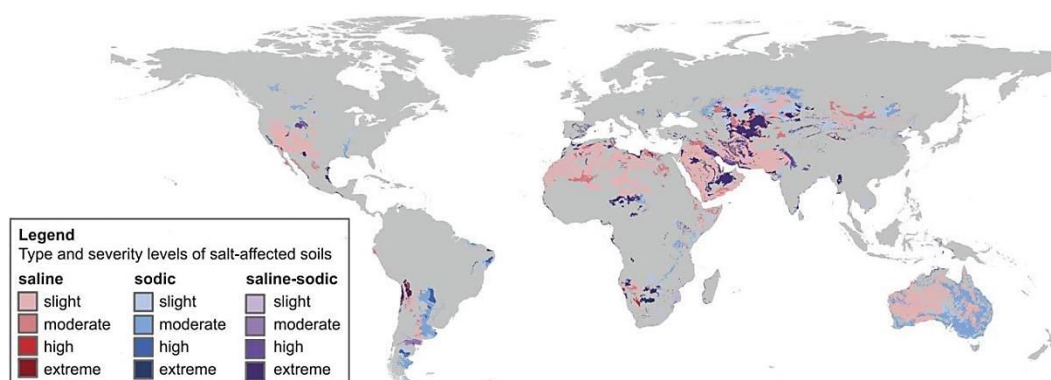 Legend
Type and severity levels of salt-affected soils
saline sodic saline-sodic
slight slight slight
moderate moderate moderate
high high high
extreme extreme extreme